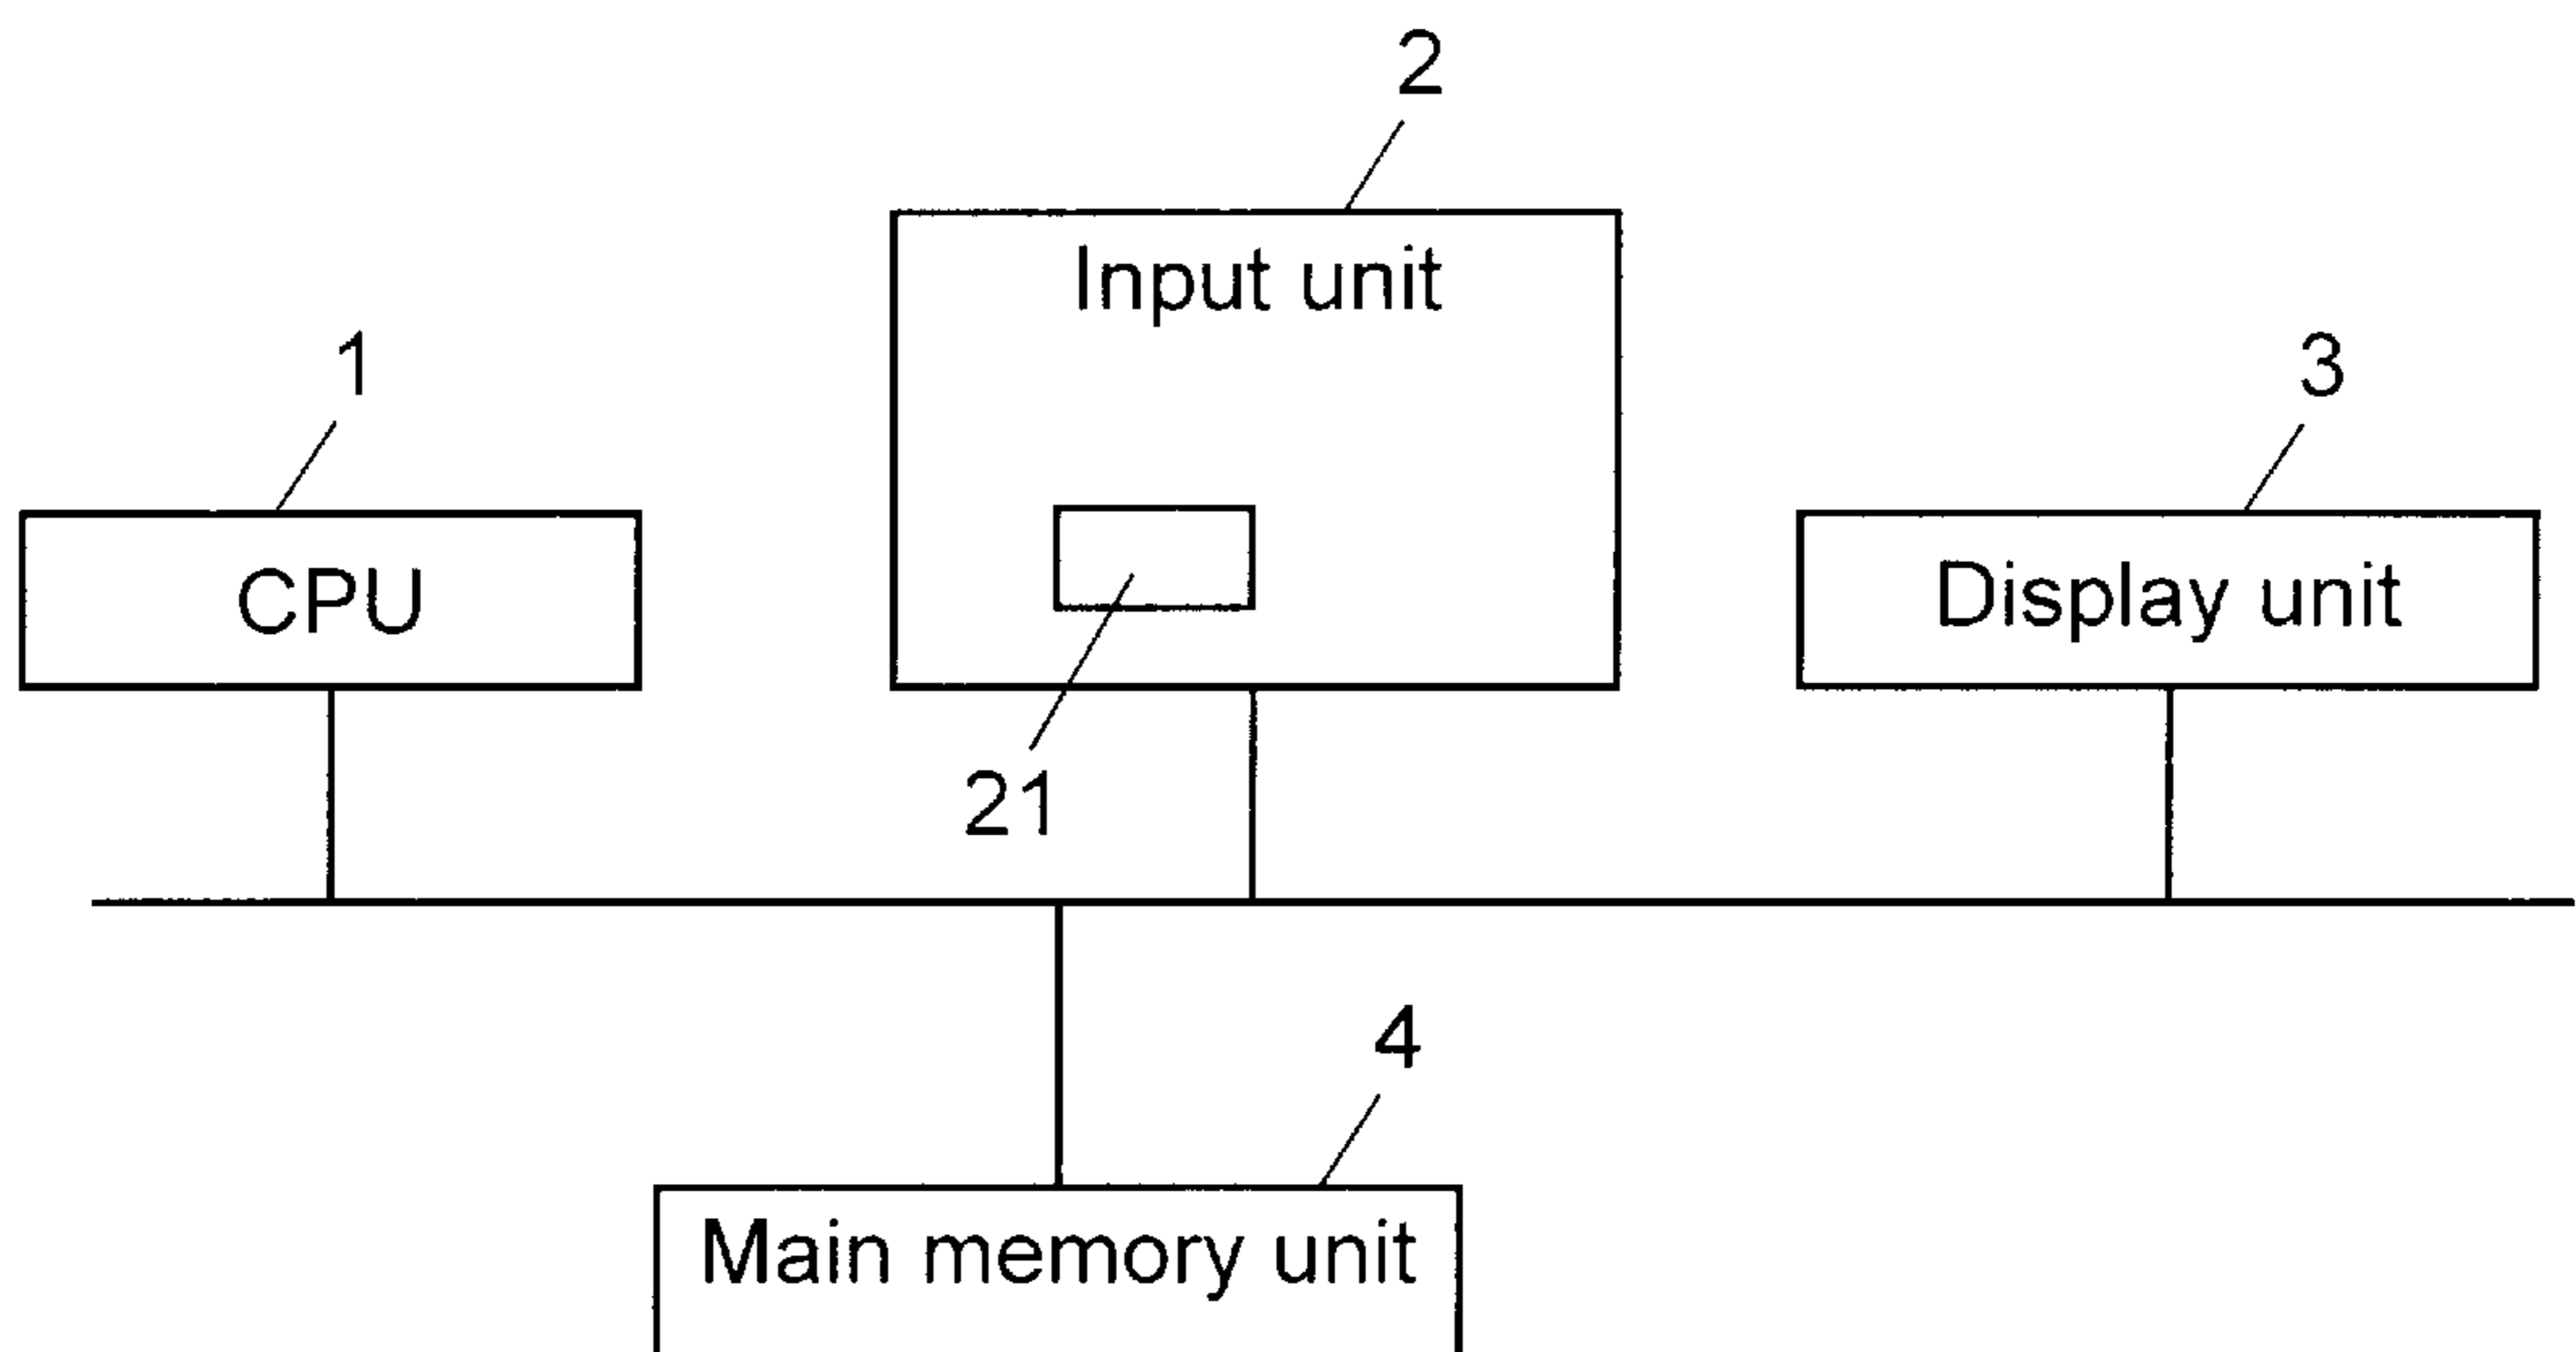 2
Input unit
1
3
CPU
Display unit
21
4
Main memory unit